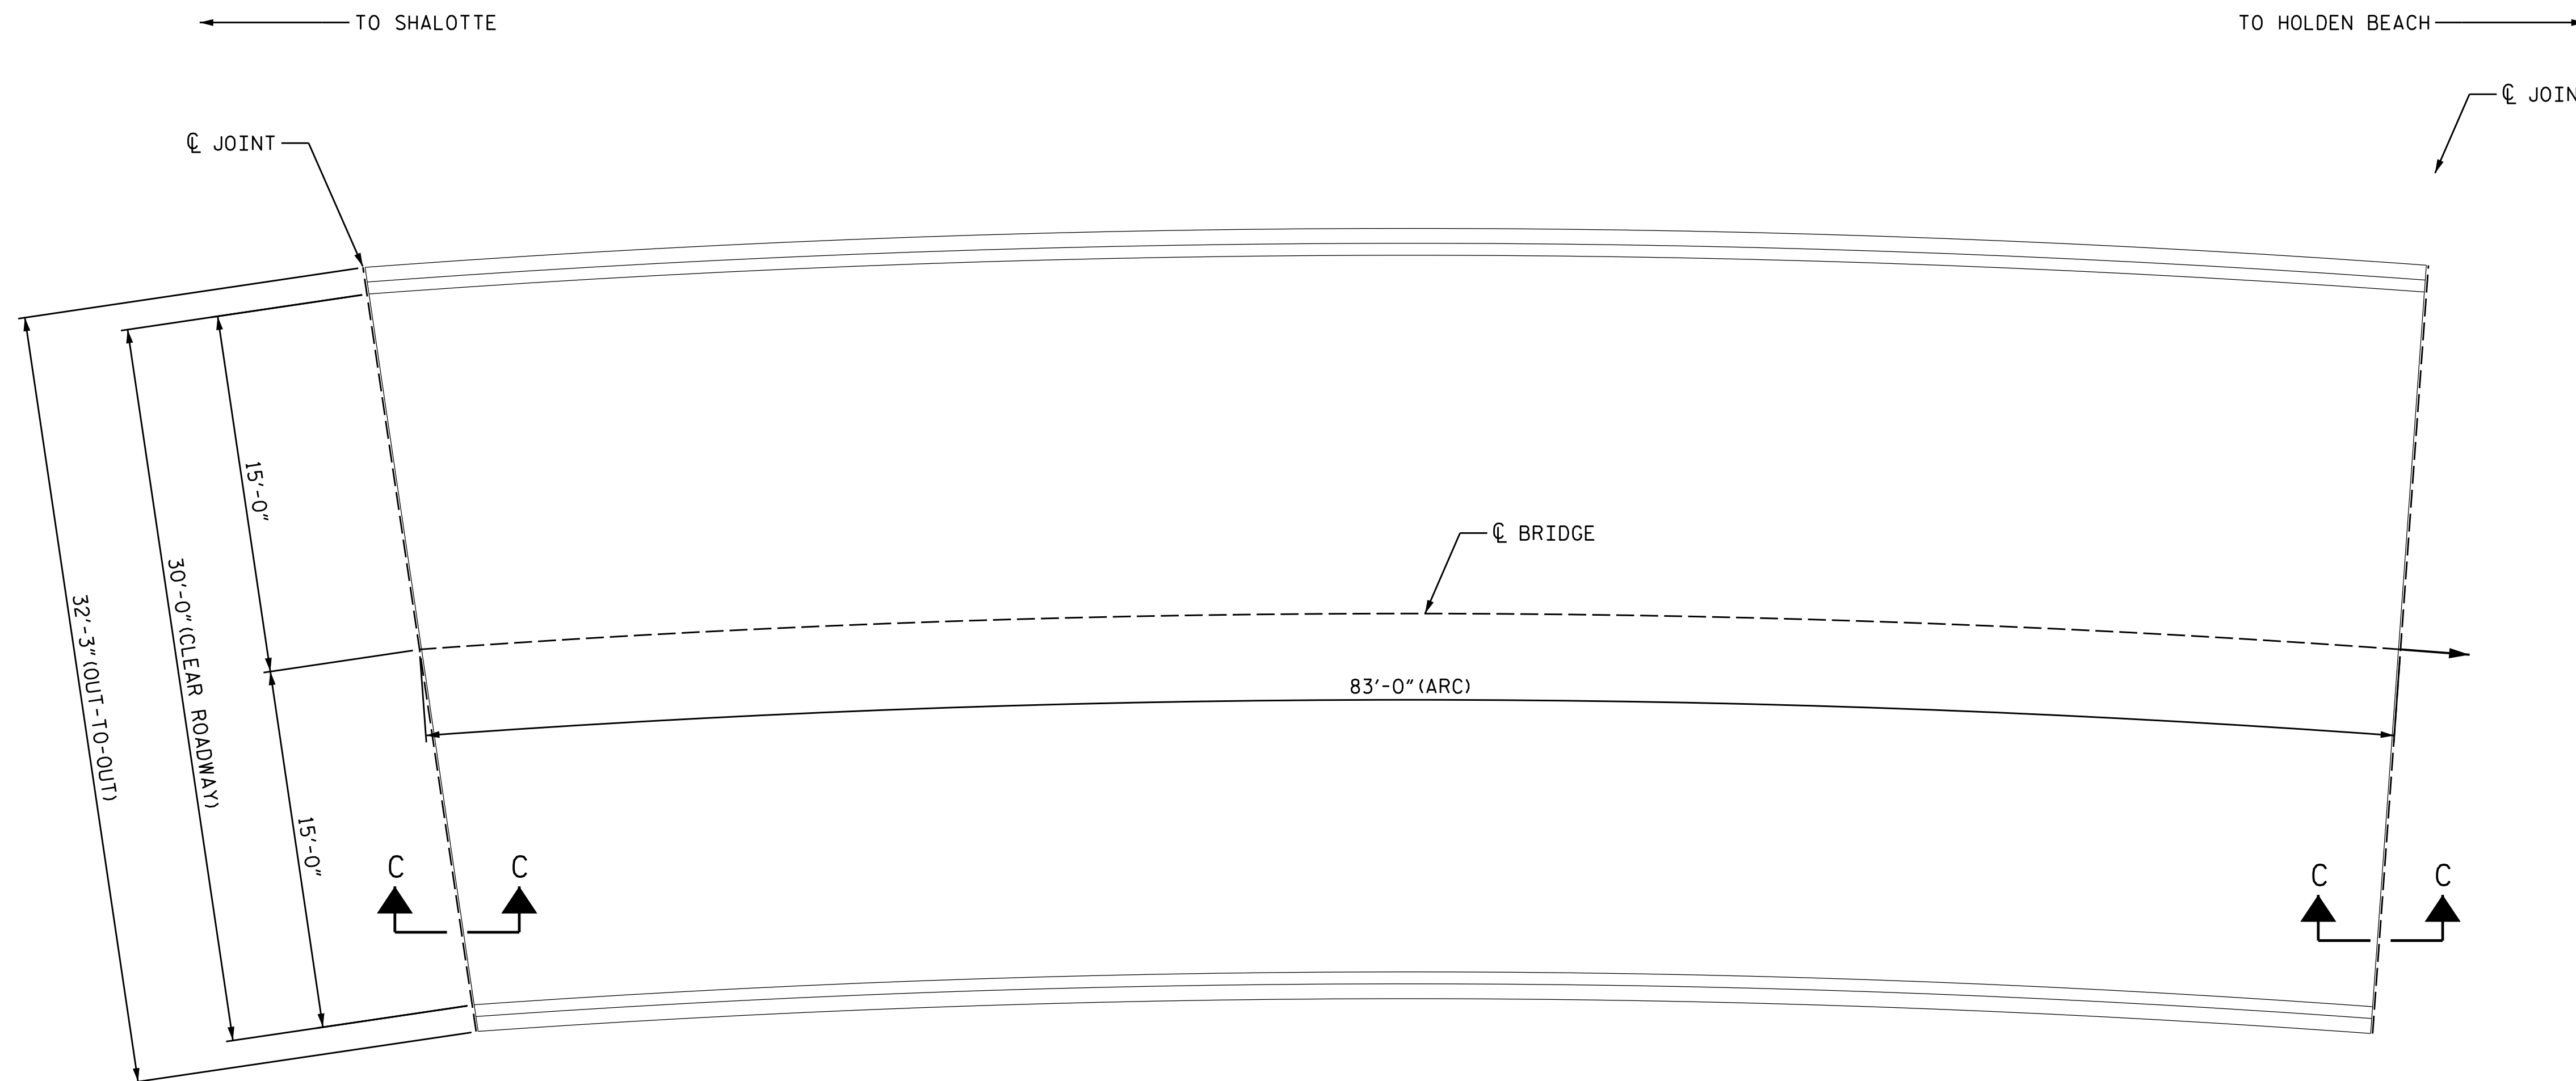 TO SHALOTTE
TO HOLDEN BEACH
℄ JOIN
℄ JOINT
15'-0"
℄ BRIDGE
30'-0"(CLEAR ROADWAY)
32'-3"(OUT-TO-OUT)
83'-0"(ARC)
15'-0"
C C
C C